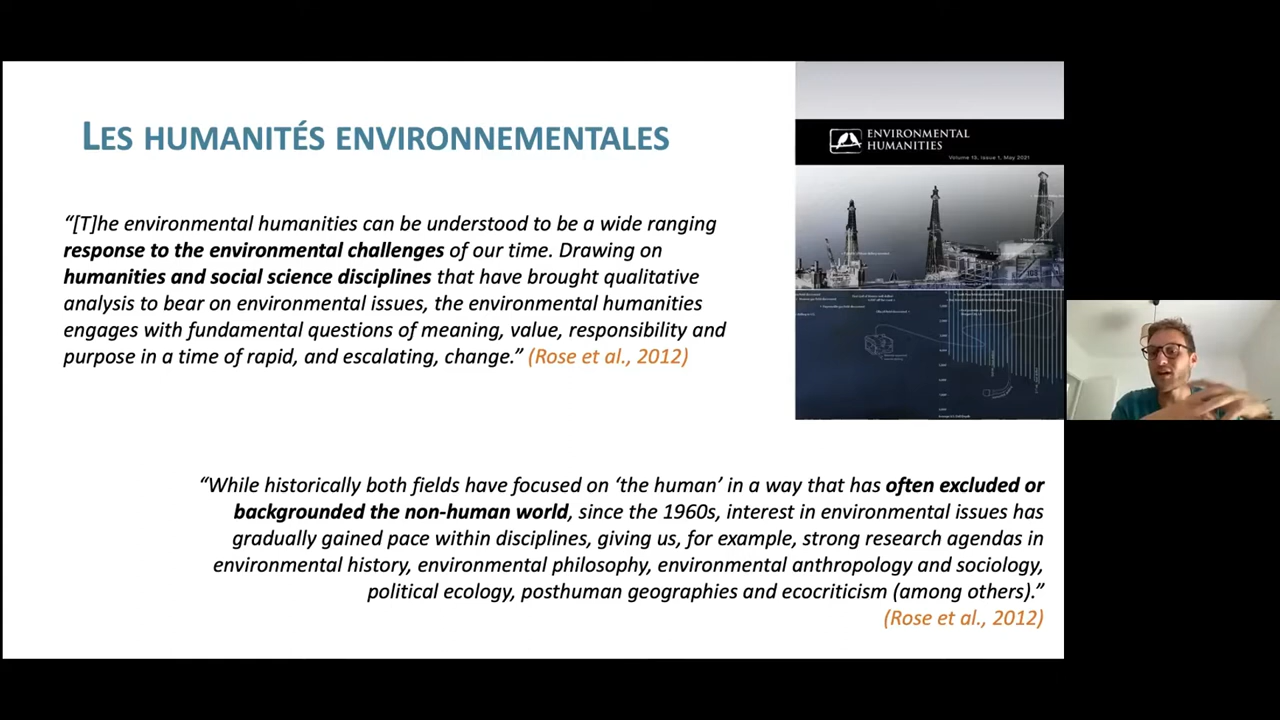 LES HUMANITÉS ENVIRONNEMENTALES
ENVIRONMENTAL
HUMANITIES
Volume 13, Issue 1, May 2021
“[T]he environmental humanities can be understood to be a wide ranging
response to the environmental challenges of our time. Drawing on
humanities and social science disciplines that have brought qualitative
analysis to bear on environmental issues, the environmental humanities
engages with fundamental questions of meaning, value, responsibility and
purpose in a time of rapid, and escalating, change.” (Rose et al., 2012)
“While historically both fields have focused on ‘the human’ in a way that has often excluded or
backgrounded the non-human world, since the 1960s, interest in environmental issues has
gradually gained pace within disciplines, giving us, for example, strong research agendas in
environmental history, environmental philosophy, environmental anthropology and sociology,
political ecology, posthuman geographies and ecocriticism (among others).”
(Rose et al., 2012)